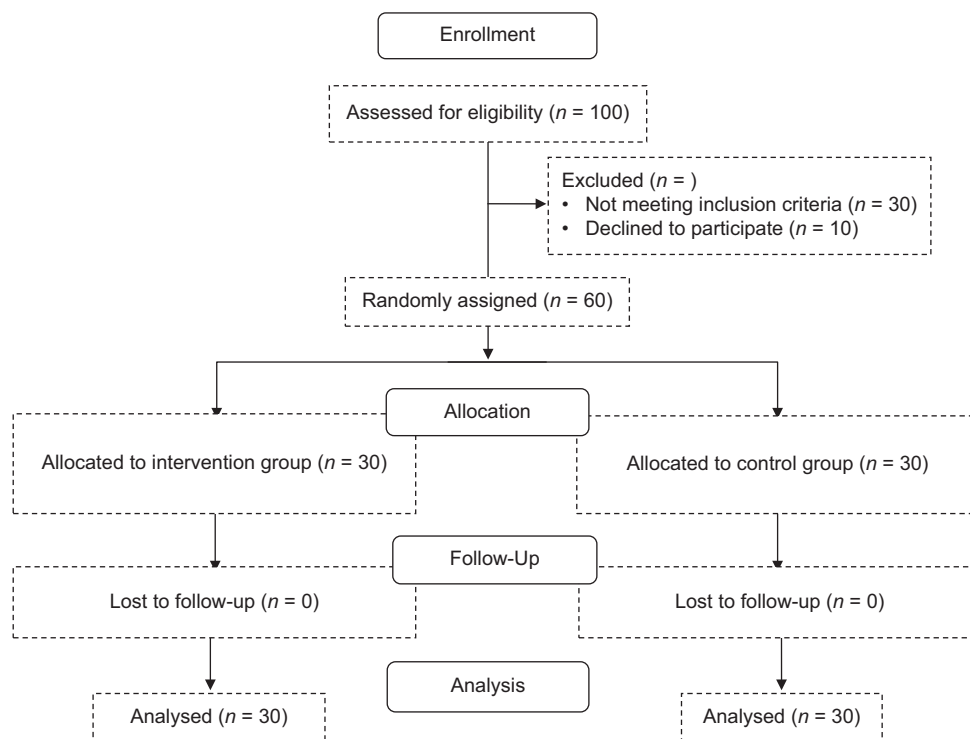 Enrollment
Assessed for eligibility (n = 100)
Excluded (n = )
• Not meeting inclusion criteria (n = 30)
• Declined to participate (n = 10)
Randomly assigned (n = 60)
Allocation
Allocated to intervention group (n = 30)
Allocated to control group (n = 30)
Follow-Up
Lost to follow-up (n = 0)
Lost to follow-up (n = 0)
Analysis
Analysed (n = 30)
Analysed (n = 30)